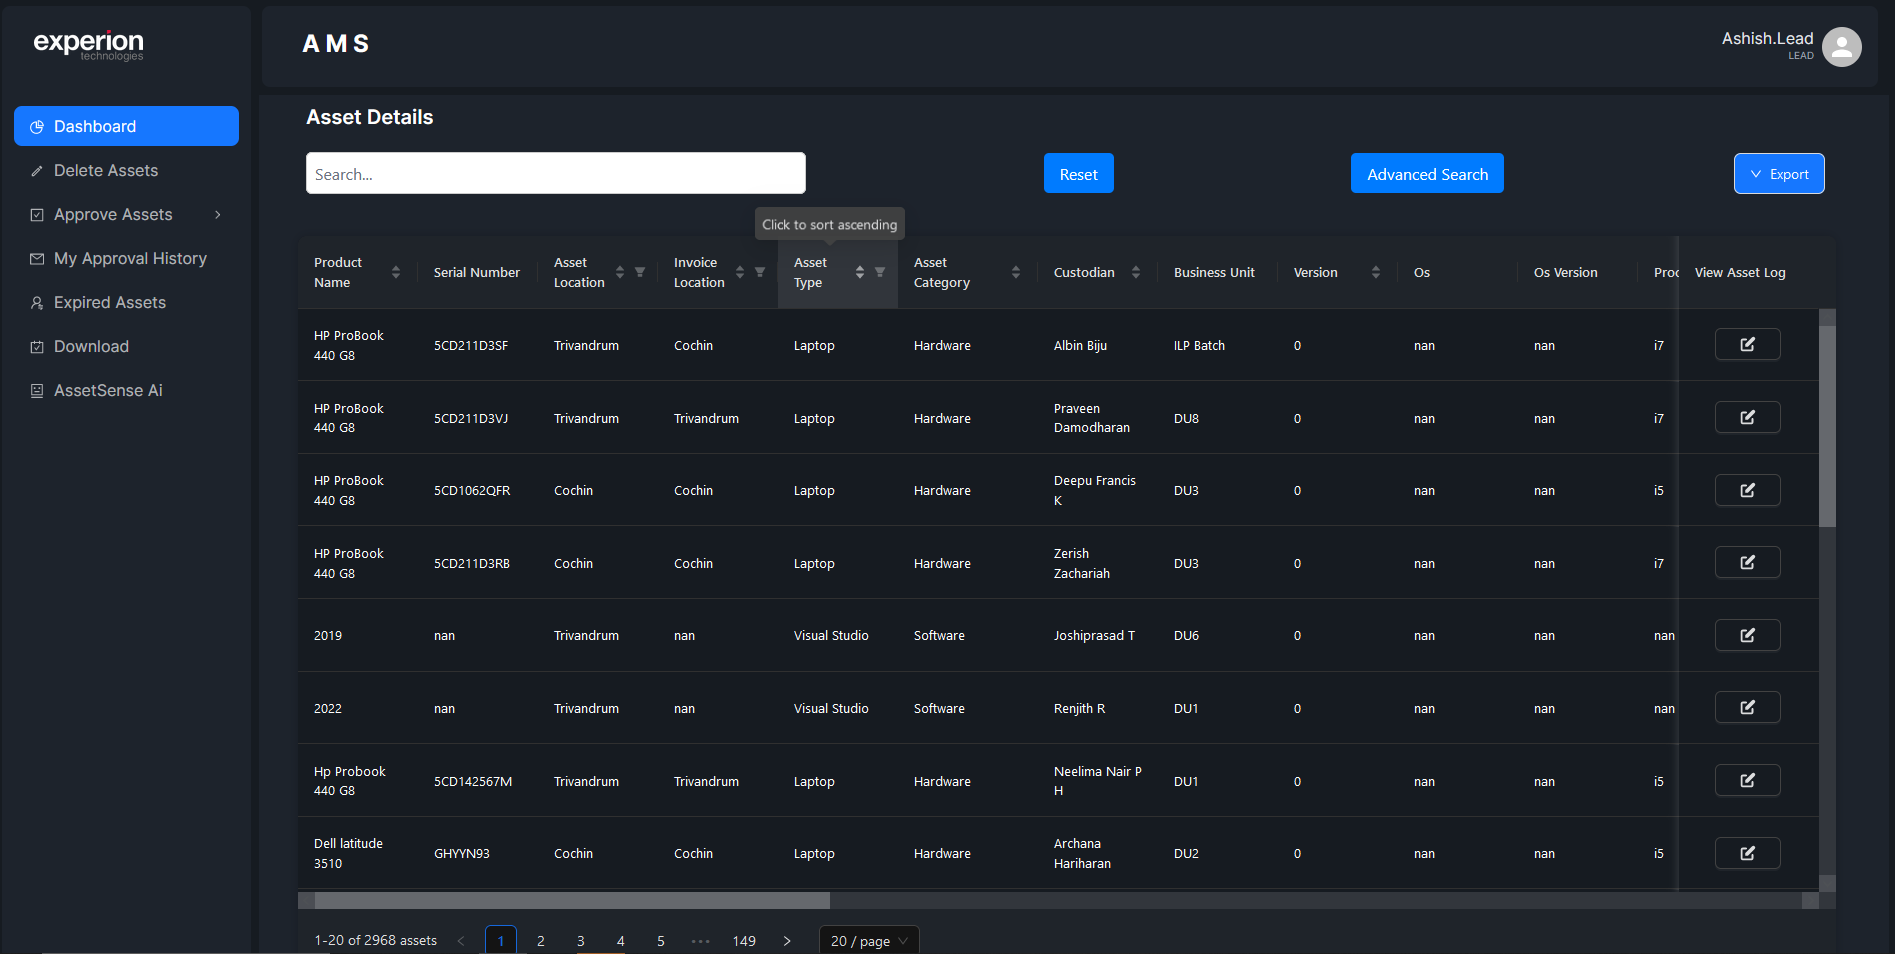 experion
technologies
A M S
Ashish.Lead
LEAD
Dashboard
Delete Assets
Approve Assets
My Approval History
Expired Assets
Download
AssetSense Ai
Asset Details
Search...
Reset
Advanced Search
Export
Click to sort ascending
Product Name Serial Number Asset Location Invoice Location Asset Type Asset Category Custodian Business Unit Version Os Os Version Proc View Asset Log
HP ProBook 440 G8 5CD211D3SF Trivandrum Cochin Laptop Hardware Albin Biju ILP Batch 0 nan nan i7
HP ProBook 440 G8 5CD211D3VJ Trivandrum Trivandrum Laptop Hardware Praveen Damodharan DU8 0 nan nan i7
HP ProBook 440 G8 5CD1062QFR Cochin Cochin Laptop Hardware Deepu Francis K DU3 0 nan nan i5
HP ProBook 440 G8 5CD211D3RB Cochin Cochin Laptop Hardware Zerish Zachariah DU3 0 nan nan i7
2019 nan Trivandrum nan Visual Studio Software Joshiprasad T DU6 0 nan nan nan
2022 nan Trivandrum nan Visual Studio Software Renjith R DU1 0 nan nan nan
Hp Probook 440 G8 5CD142567M Trivandrum Trivandrum Laptop Hardware Neelima Nair P H DU1 0 nan nan i5
Dell latitude 3510 GHYYN93 Cochin Cochin Laptop Hardware Archana Hariharan DU2 0 nan nan i5
1-20 of 2968 assets < 1 2 3 4 5 ••• 149 > 20 / page